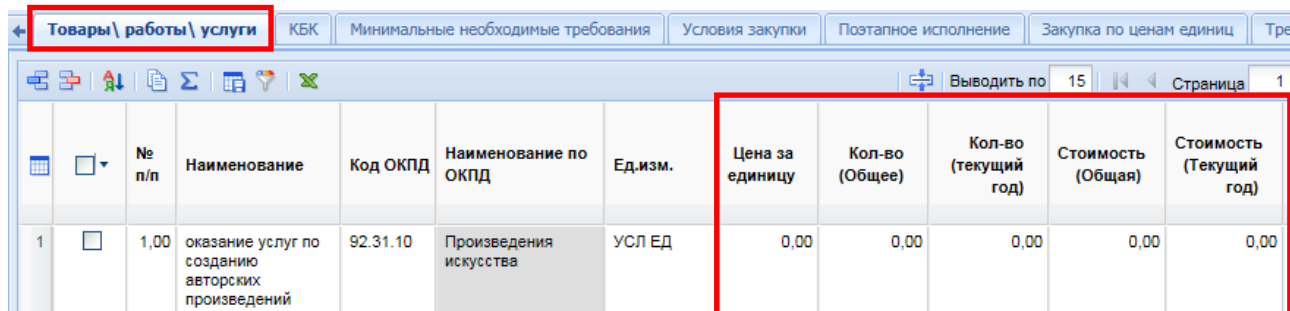 Товары\ работы\ услуги КБК Минимальные необходимые требования Условия закупки Поэтапное исполнение Закупка по ценам единиц Тре
Выводить по 15 Страница 1
№ п/п Наименование Код ОКПД Наименование по ОКПД Ед.изм. Цена за единицу Кол-во (Общее) Кол-во (текущий год) Стоимость (Общая) Стоимость (Текущий год)
1 1,00 оказание услуг по 92.31.10 Произведения УСЛ ЕД 0,00 0,00 0,00 0,00 0,00
созданию искусства
авторских
произведений